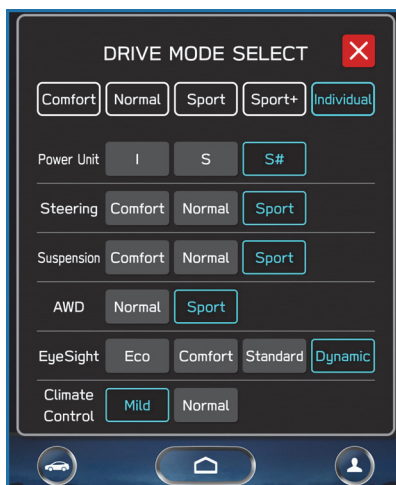 DRIVE MODE SELECT
Comfort Normal Sport Sport+ Individual
Power Unit I S S#
Steering Comfort Normal Sport
Suspension Comfort Normal Sport
AWD Normal Sport
EyeSight Eco Comfort Standard Dynamic
Climate
Control Mild Normal